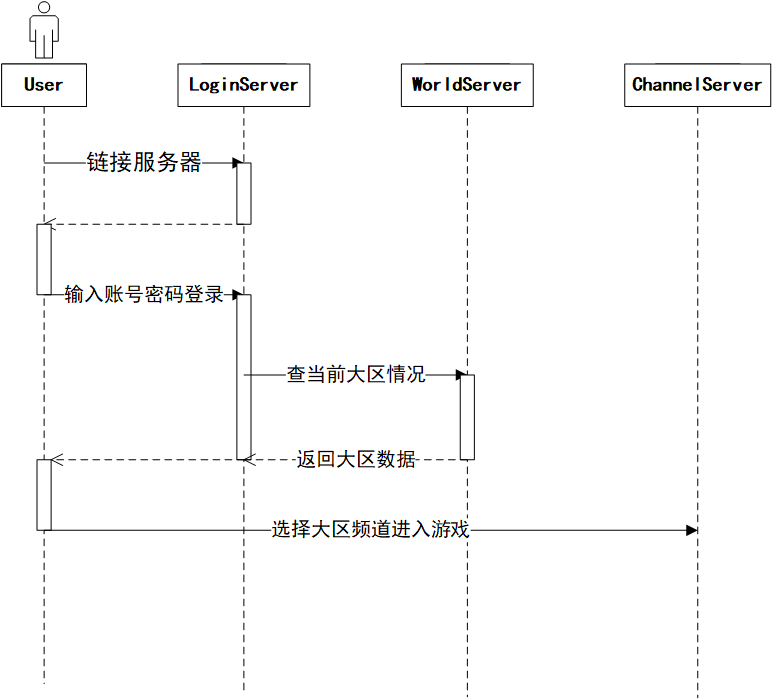 User
LoginServer
WorldServer
ChannelServer
链接服务器
输入账号密码登录
查当前大区情况
返回大区数据
选择大区频道进入游戏